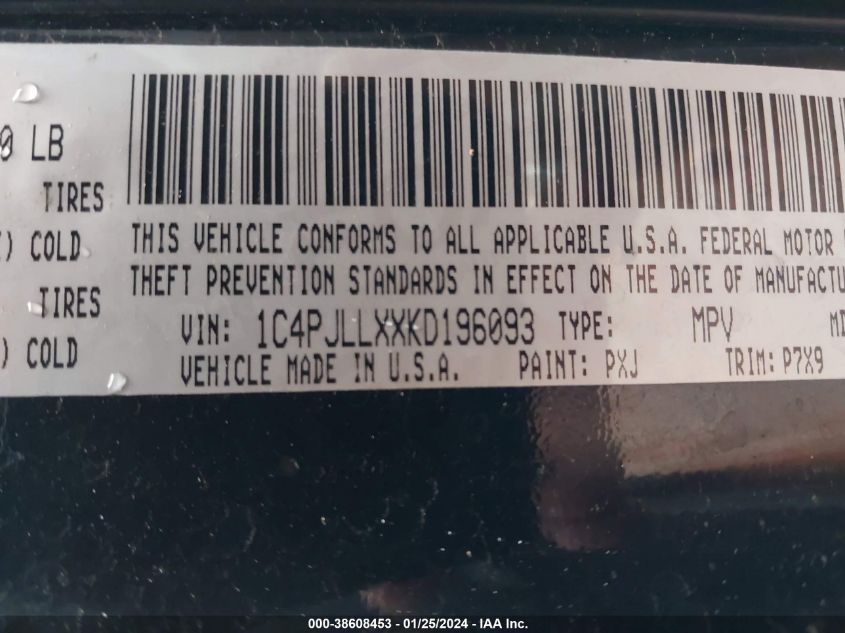 0 LB
TIRES
) COLD
TIRES
) COLD
THIS VEHICLE CONFORMS TO ALL APPLICABLE U.S.A. FEDERAL MOTOR
THEFT PREVENTION STANDARDS IN EFFECT ON THE DATE OF MANUFACTU
VIN: 1C4PJLLXXKD196093 TYPE: MPV MD
VEHICLE MADE IN U.S.A. PAINT: PXJ TRIM: P7X9
000-38608453 - 01/25/2024 - IAA Inc.